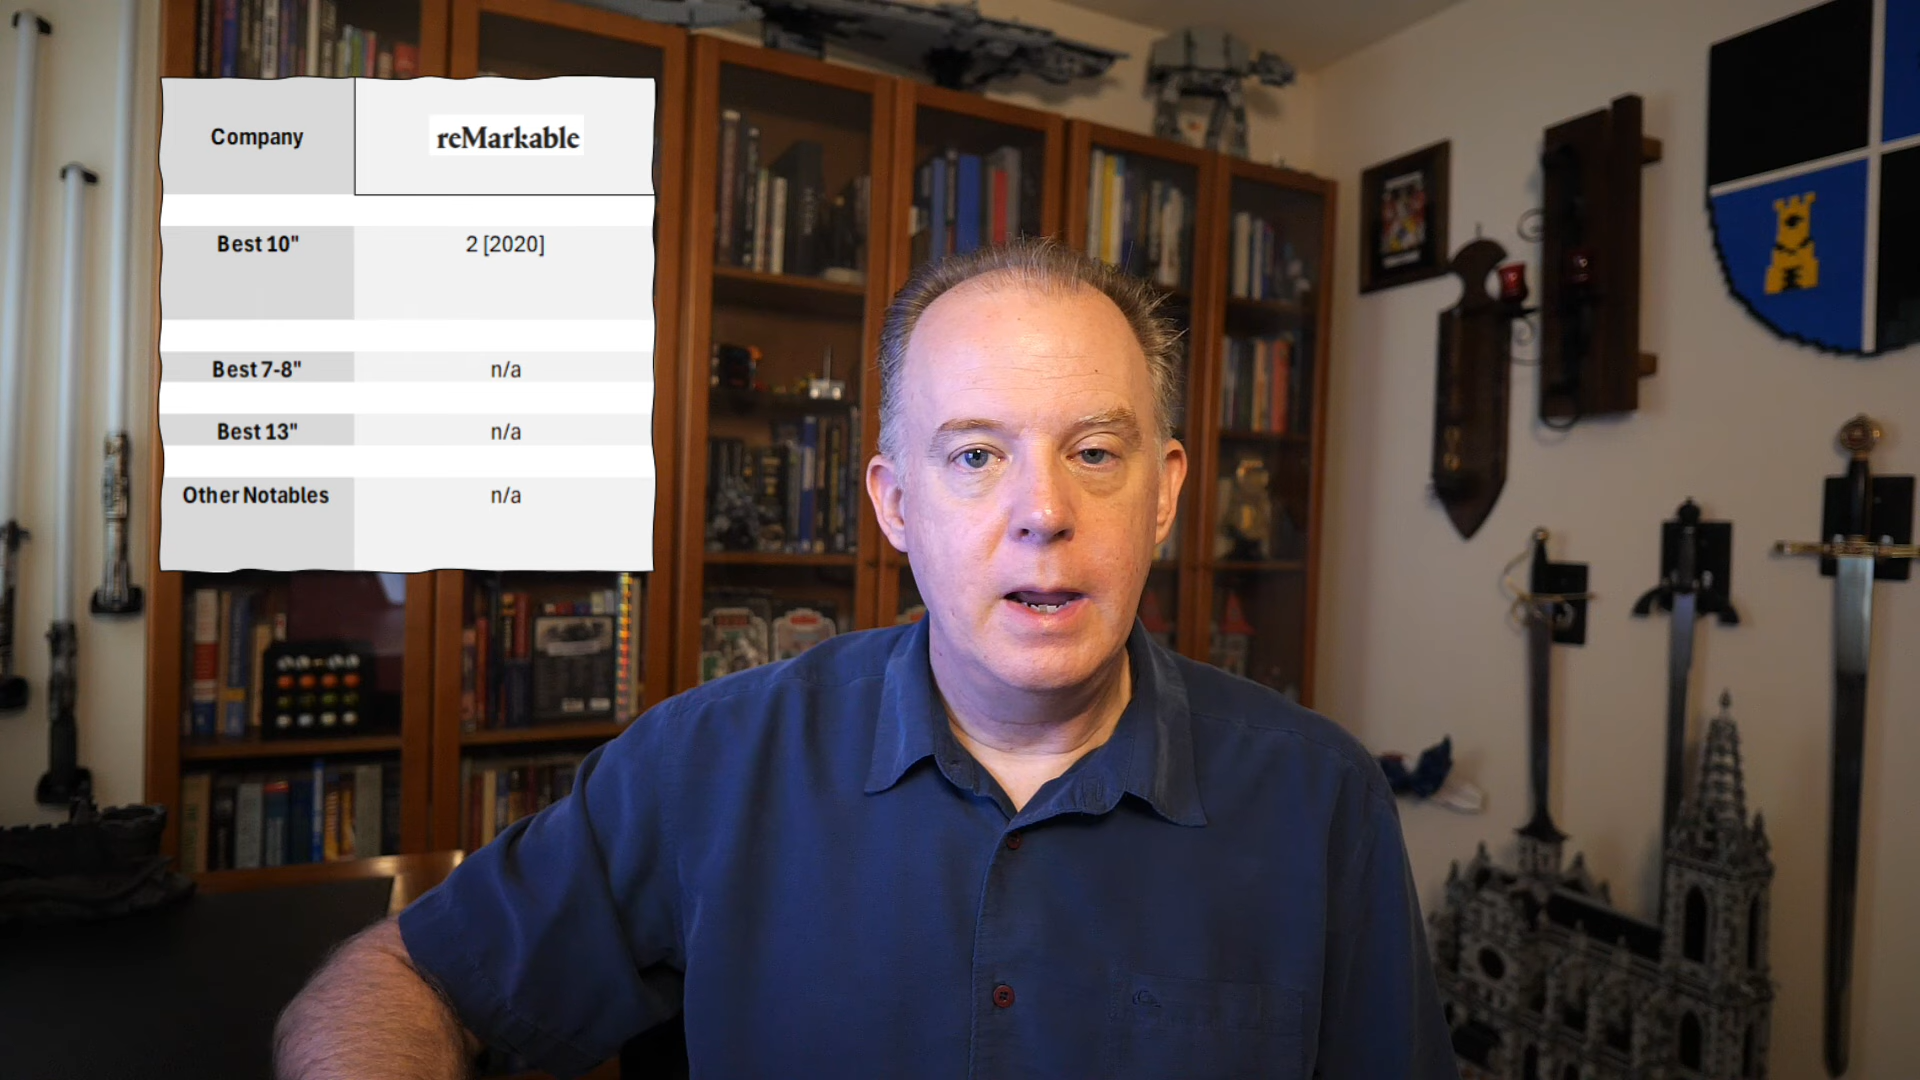 Company reMarkable
Best 10" 2 [2020]
Best 7-8" n/a
Best 13" n/a
Other Notables n/a